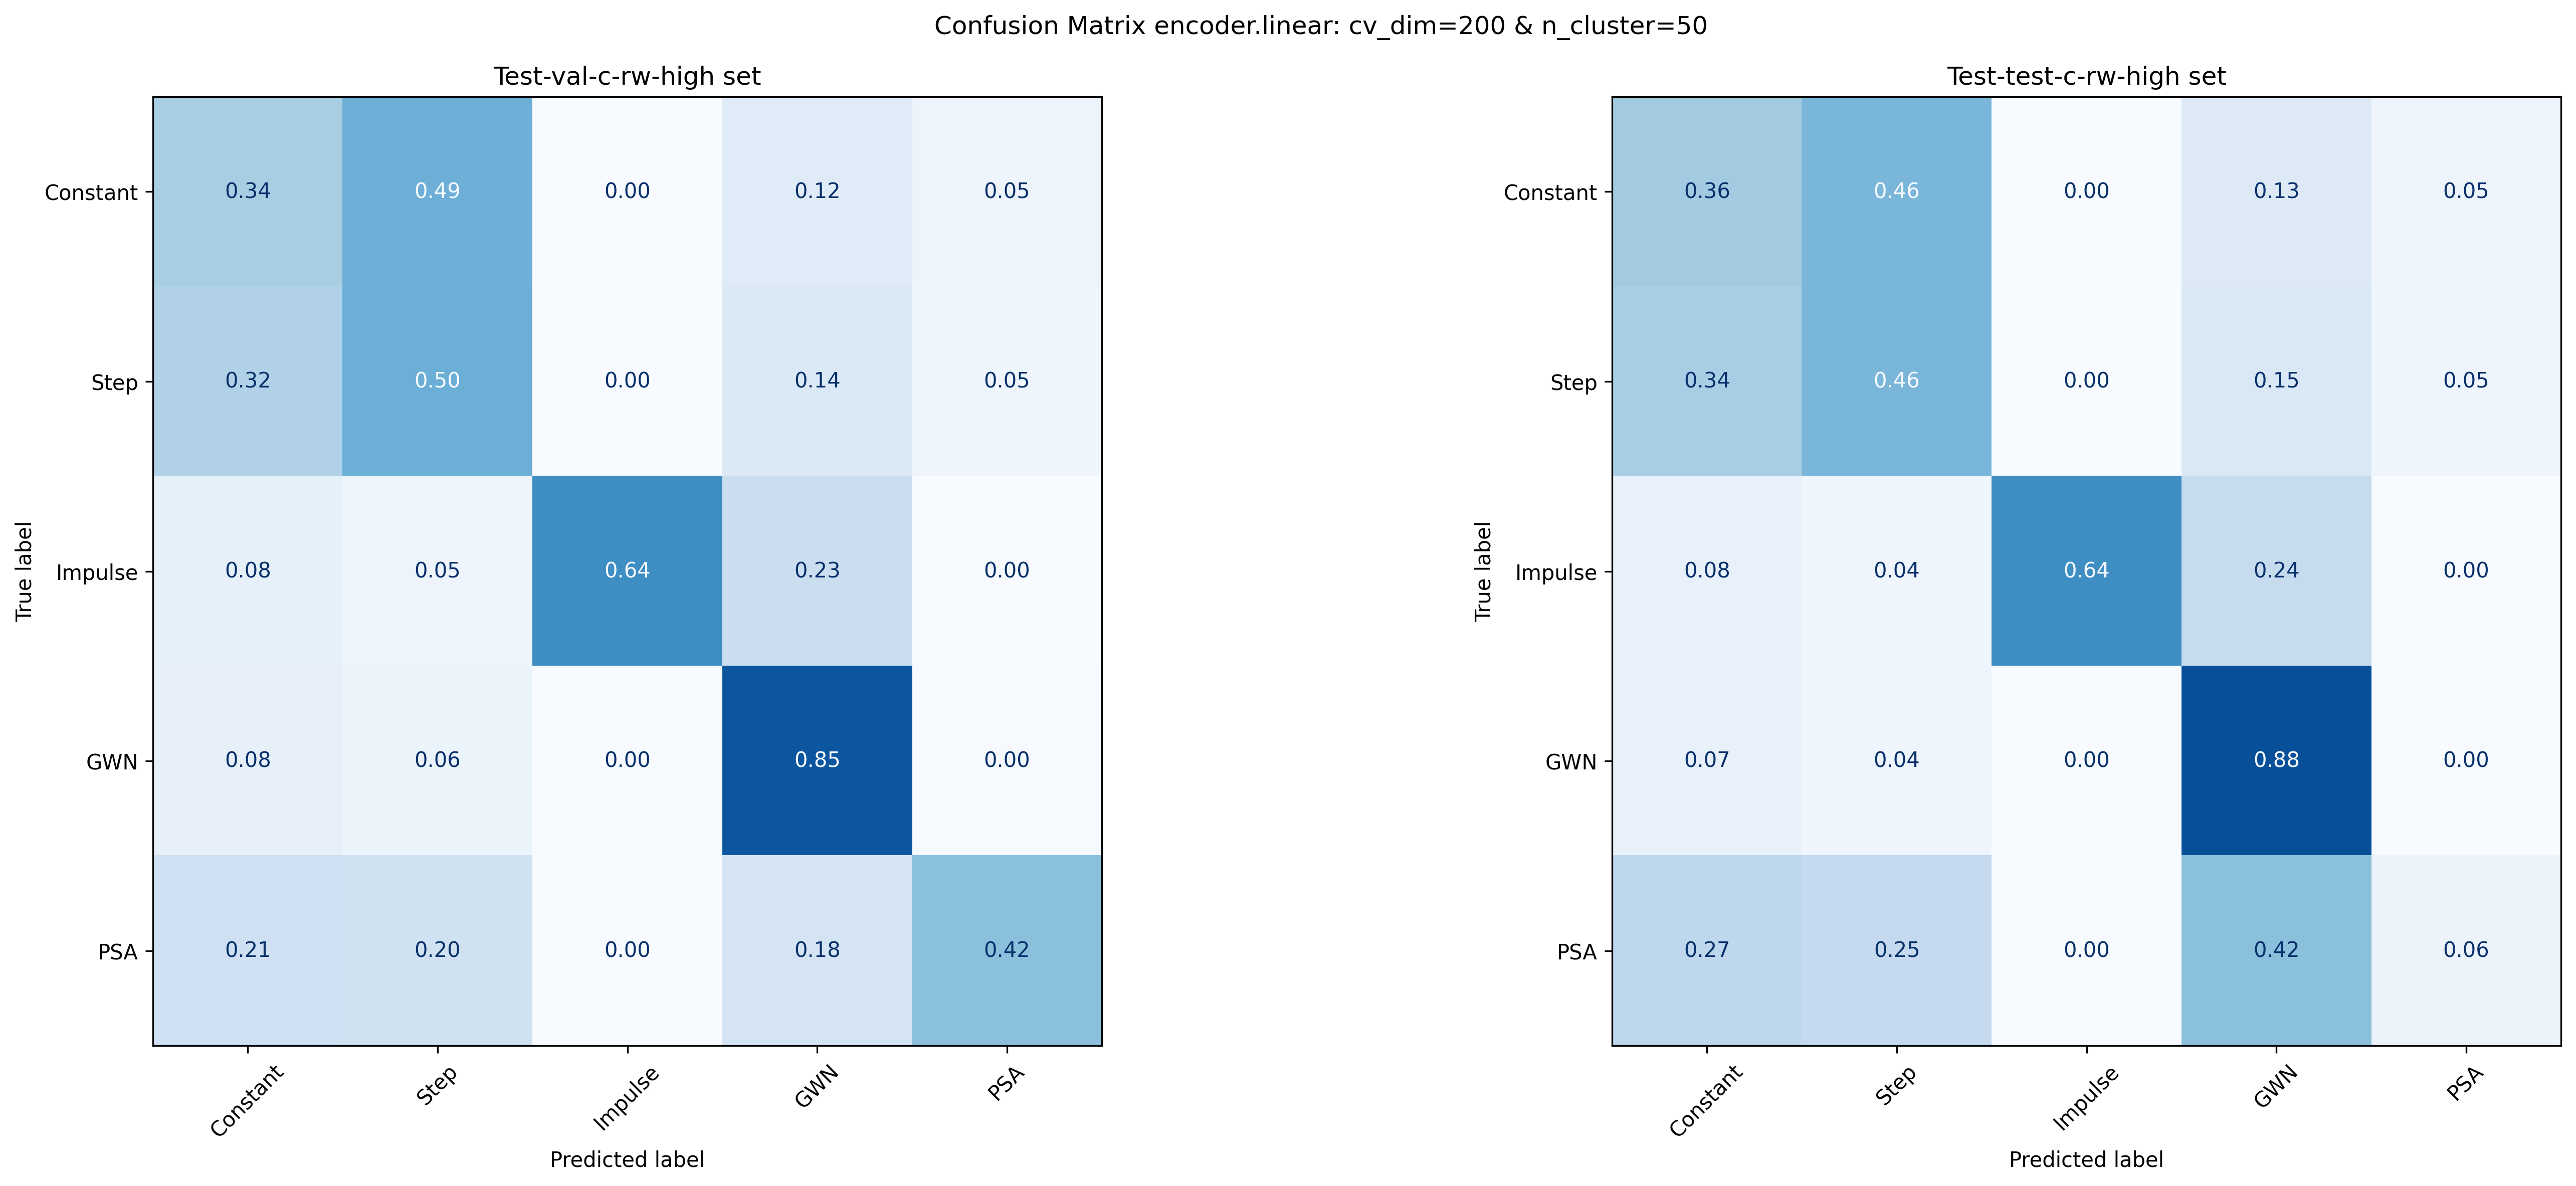 Confusion Matrix encoder.linear: cv_dim=200 & n_cluster=50
Test-val-c-rw-high set
True label
Constant 0.34 0.49 0.00 0.12 0.05
Step 0.32 0.50 0.00 0.14 0.05
Impulse 0.08 0.05 0.64 0.23 0.00
GWN 0.08 0.06 0.00 0.85 0.00
PSA 0.21 0.20 0.00 0.18 0.42
Constant Step Impulse GWN PSA
Predicted label
Test-test-c-rw-high set
True label
Constant 0.36 0.46 0.00 0.13 0.05
Step 0.34 0.46 0.00 0.15 0.05
Impulse 0.08 0.04 0.64 0.24 0.00
GWN 0.07 0.04 0.00 0.88 0.00
PSA 0.27 0.25 0.00 0.42 0.06
Constant Step Impulse GWN PSA
Predicted label